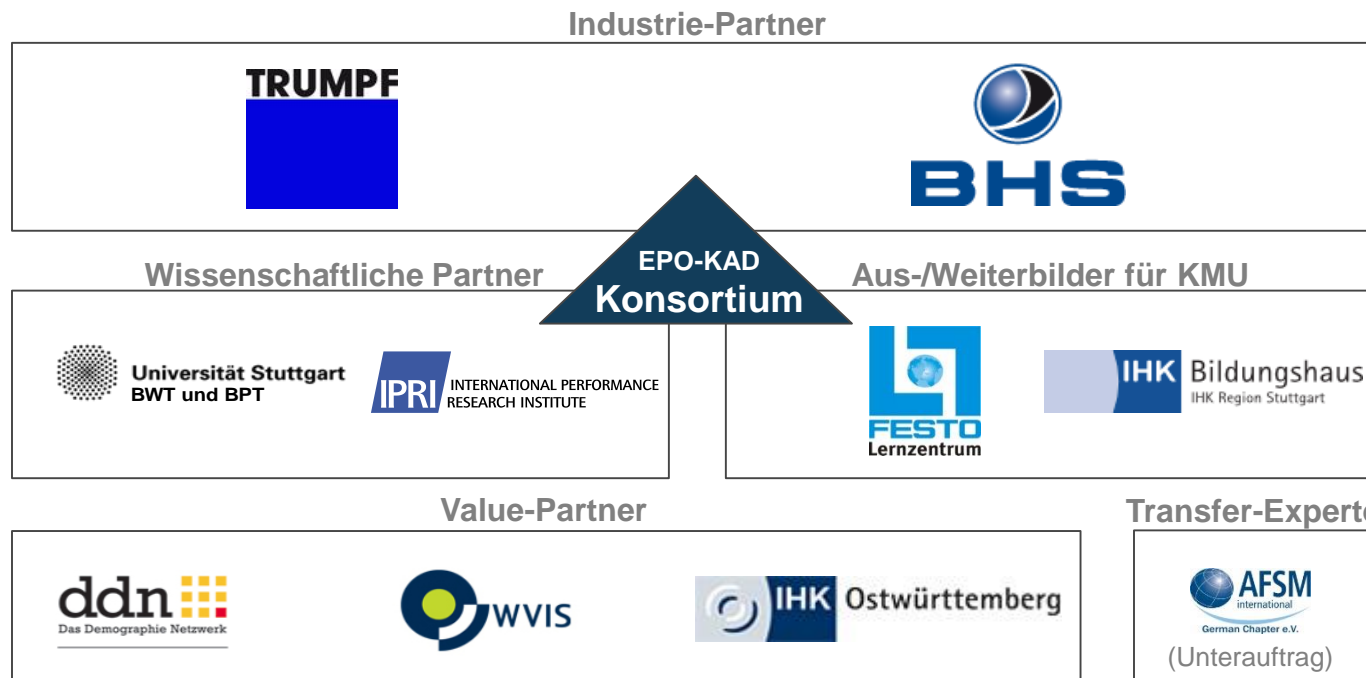 Industrie-Partner
TRUMPF
BHS
EPO-KAD
Konsortium
Wissenschaftliche Partner
Universität Stuttgart
BWT und BPT
IPRI
INTERNATIONAL PERFORMANCE
RESEARCH INSTITUTE
Aus-/Weiterbilder für KMU
FESTO
Lernzentrum
IHK Bildungshaus
IHK Region Stuttgart
Value-Partner
ddn
Das Demographie Netzwerk
WVIS
IHK Ostwürttemberg
Transfer-Experte
AFSM
international
German Chapter e.V.
(Unterauftrag)